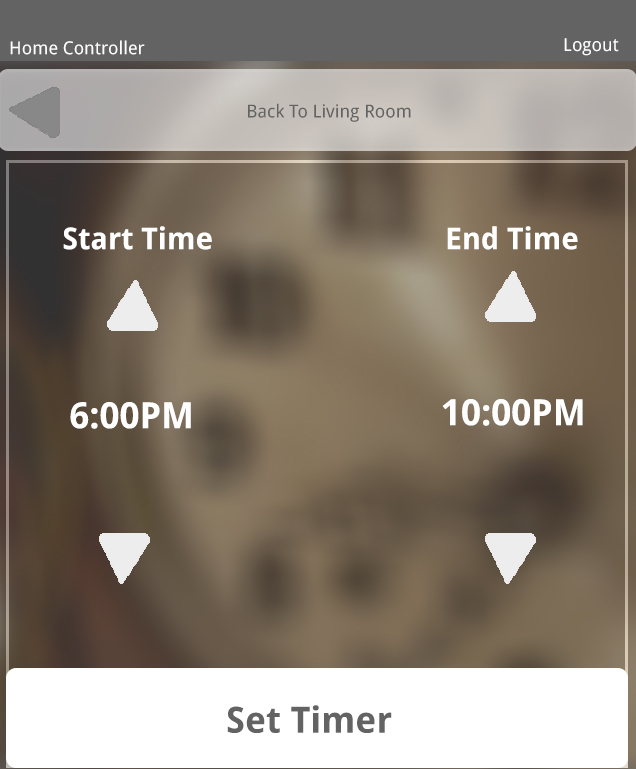 Home Controller
Logout
Back To Living Room
Start Time
End Time
6:00PM
10:00PM
Set Timer